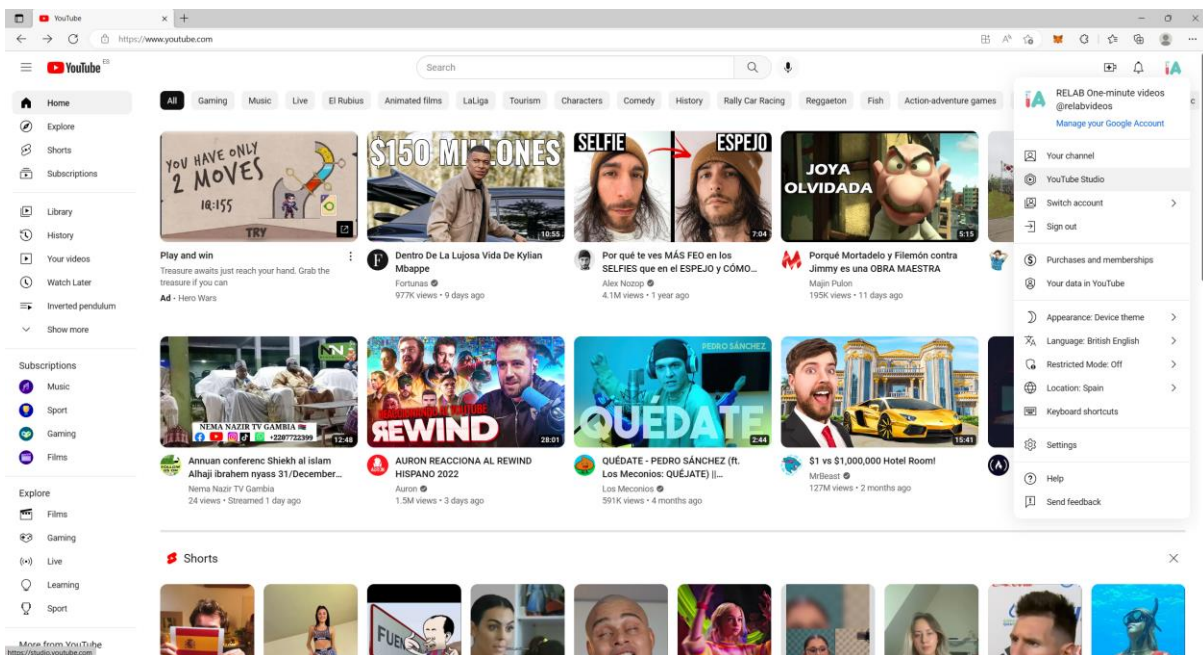 YouTube
https://www.youtube.com
YouTube ES
Search
Home
Explore
Shorts
Subscriptions
Library
History
Your videos
Watch Later
Inverted pendulum
Show more
Subscriptions
Music
Sport
Gaming
Films
Explore
Films
Gaming
Live
Learning
Sport
More from YouTube
https://studio.youtube.com
All Gaming Music Live El Rubius Animated films LaLiga Tourism Characters Comedy History Rally Car Racing Reggaeton Fish Action-adventure games
YOU HAVE ONLY
2 MOVES
IQ:155
TRY
Play and win
Treasure awaits just reach your hand. Grab the
treasure if you can
Ad • Hero Wars
10:55
Dentro De La Lujosa Vida De Kylian
Mbappe
Fortunas
977K views • 9 days ago
SELFIE ESPEJO
7:04
Por qué te ves MÁS FEO en los
SELFIES que en el ESPEJO y CÓMO...
Alex Nozop
4.1M views • 1 year ago
JOYA
OLVIDADA
5:15
Porqué Mortadelo y Filemón contra
Jimmy es una OBRA MAESTRA
Majin Pulon
195K views • 11 days ago
NN
NEMA NAZIR TV GAMBIA
+2207722399
12:48
Annuan conferenc Shiekh al islam
Alhaji ibrahem nyass 31/December...
Nema Nazir TV Gambia
24 views • Streamed 1 day ago
REWIND
28:01
AURON REACCIONA AL REWIND
HISPANO 2022
Auron
1.5M views • 3 days ago
PEDRO SÁNCHEZ
QUÉDATE
2:44
QUÉDATE - PEDRO SÁNCHEZ (ft.
Los Meconios: QUÉJATE) ||...
Los Meconios
591K views • 4 months ago
15:41
$1 vs $1,000,000 Hotel Room!
MrBeast
127M views • 2 months ago
Shorts
RELAB One-minute videos
@relabvideos
Manage your Google Account
Your channel
YouTube Studio
Switch account
Sign out
Purchases and memberships
Your data in YouTube
Appearance: Device theme
Language: British English
Restricted Mode: Off
Location: Spain
Keyboard shortcuts
Settings
Help
Send feedback